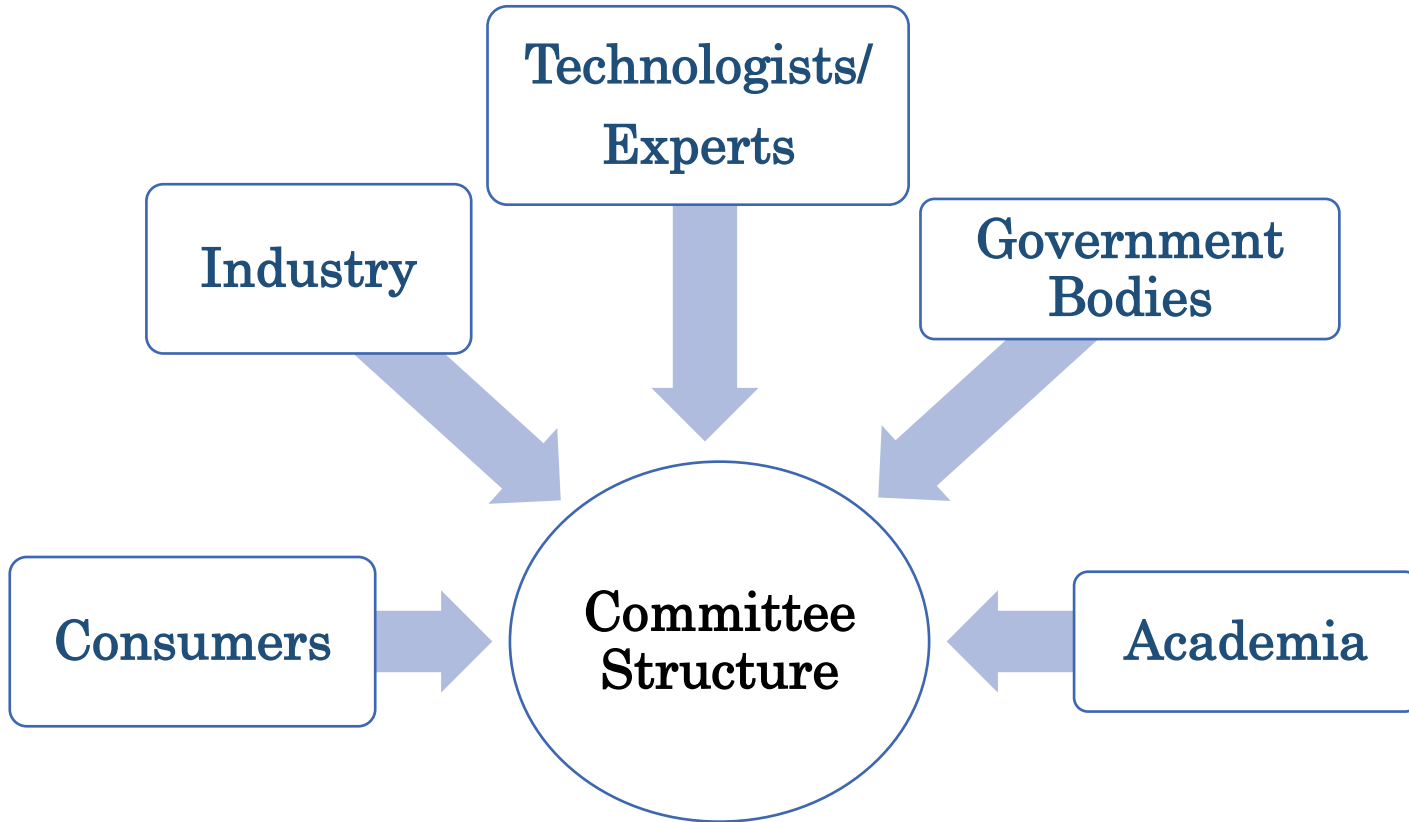 Technologists/
Experts
Industry
Government
Bodies
Consumers
Committee
Structure
Academia